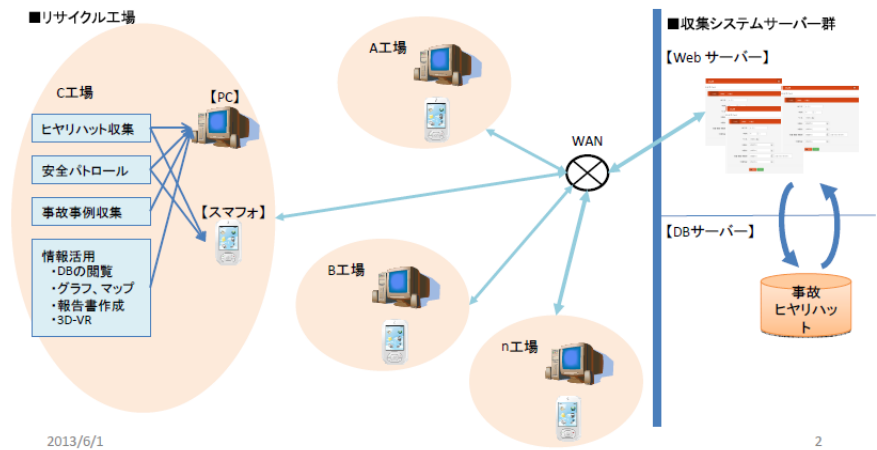 ■リサイクル工場
C工場
【PC】
ヒヤリハット収集
安全パトロール
事故事例収集
【スマフォ】
情報活用
・DBの閲覧
・グラフ、マップ
・報告書作成
・3D-VR
A工場
B工場
n工場
WAN
■収集システムサーバー群
【Web サーバー】
【DBサーバー】
事故
ヒヤリハッ
ト
2013/6/1
2